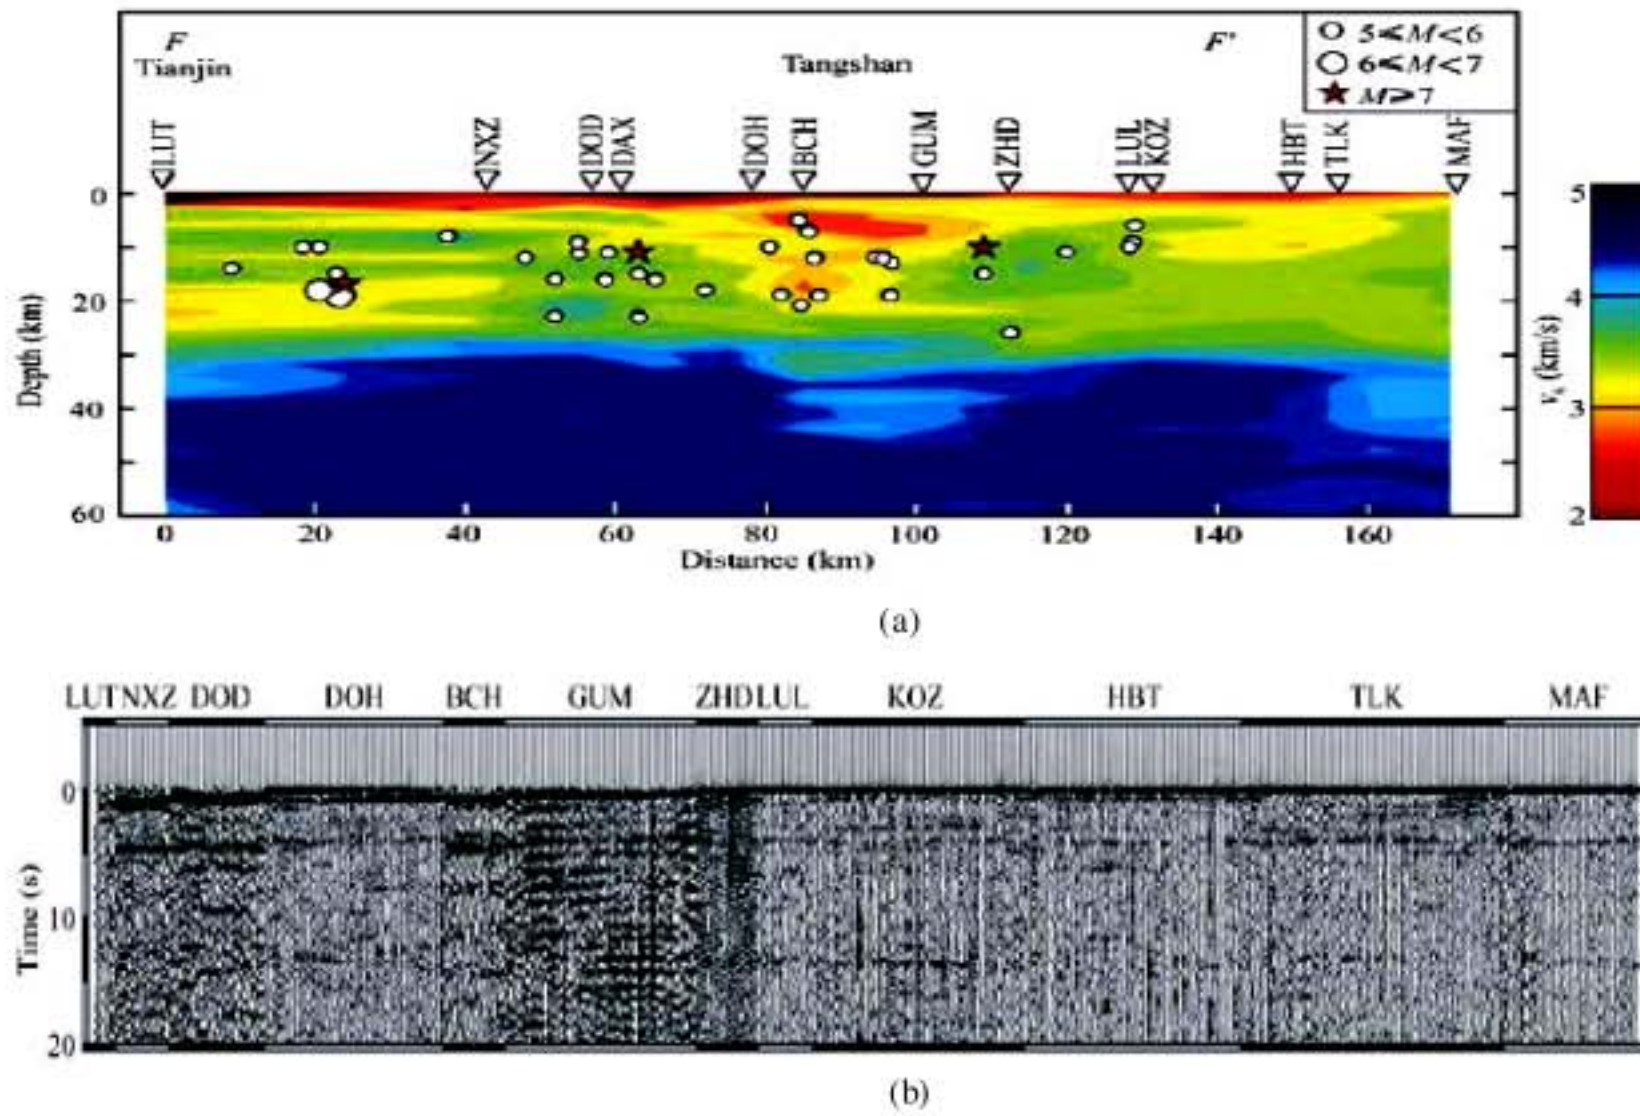 F
F'
5≤M<6
Tianjin
Tangshan
6≤M<7
M≥7
LUT
NXZ
DOD
DAX
DOH
BCH
GUM
ZHD
LUL
KOZ
HBT
TLK
MAF
0
20
40
60
Depth (km)
5
4
3
2
vs (km/s)
0 20 40 60 80 100 120 140 160
Distance (km)
(a)
LUT NXZ DOD DOH BCH GUM ZHD LUL KOZ HBT TLK MAF
0
10
20
Time (s)
(b)